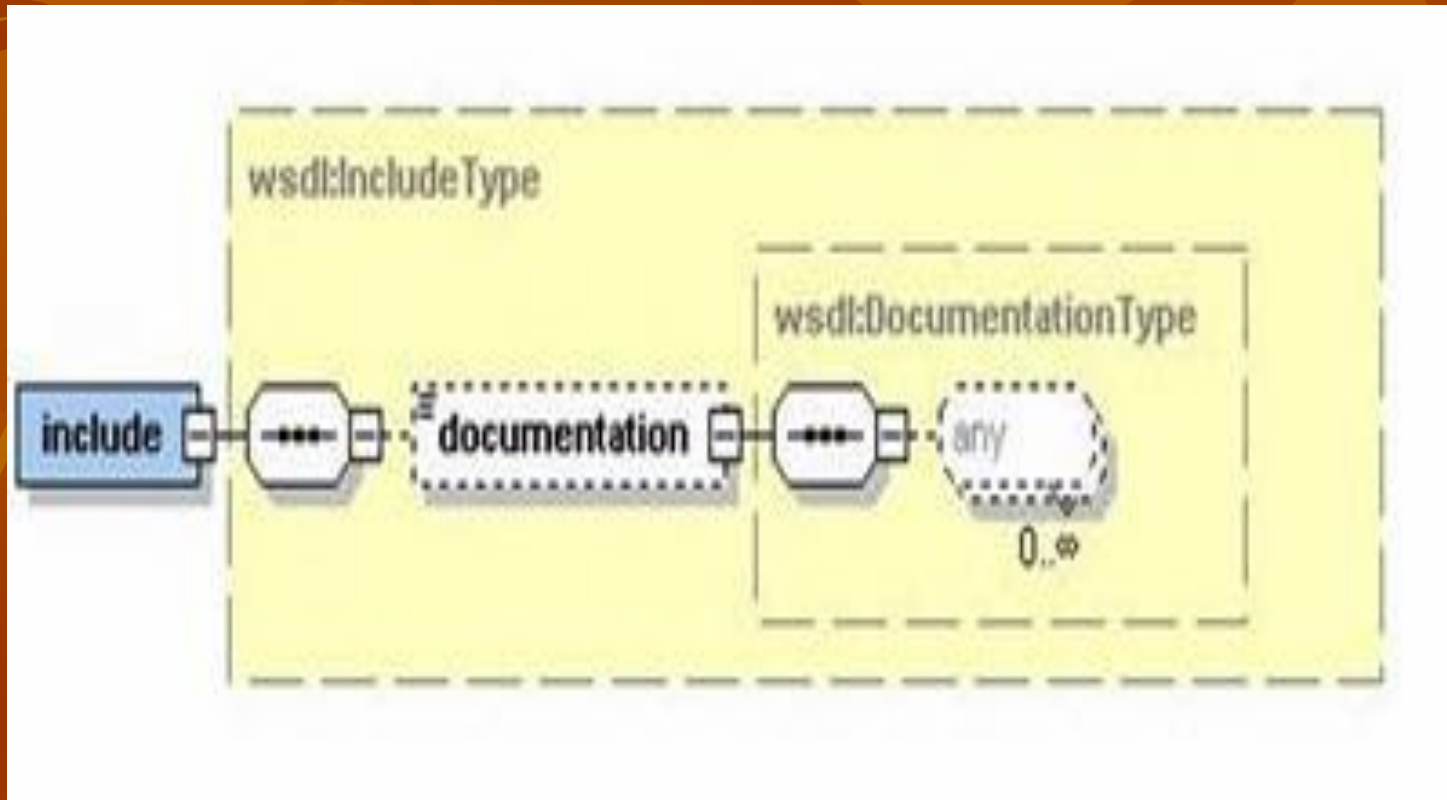 wsdl:IncludeType
wsdl:DocumentationType
include
documentation
any
0..∞